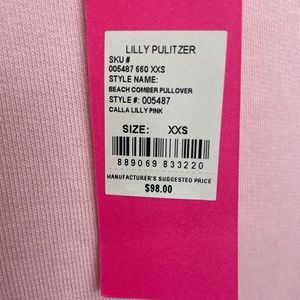 LILLY PULITZER
SKU #
005487 660 XXS
STYLE NAME:
BEACH COMBER PULLOVER
STYLE #: 005487
CALLA LILLY PINK
SIZE: XXS
889069 833220
MANUFACTURER'S SUGGESTED PRICE
$98.00